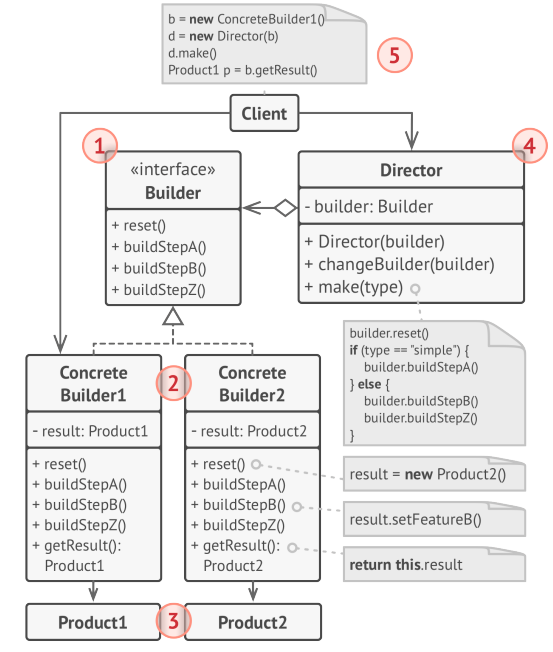 b = new ConcreteBuilder1()
d = new Director(b)
d.make()
Product1 p = b.getResult()
5
Client
1
«interface»
Builder
+ reset()
+ buildStepA()
+ buildStepB()
+ buildStepZ()
4
Director
- builder: Builder
+ Director(builder)
+ changeBuilder(builder)
+ make(type)
builder.reset()
if (type == "simple") {
builder.buildStepA()
} else {
builder.buildStepB()
builder.buildStepZ()
}
2
Concrete
Builder1
- result: Product1
+ reset()
+ buildStepA()
+ buildStepB()
+ buildStepZ()
+ getResult():
Product1
Concrete
Builder2
- result: Product2
+ reset()
+ buildStepA()
+ buildStepB()
+ buildStepZ()
+ getResult():
Product2
result = new Product2()
result.setFeatureB()
return this.result
Product1
3
Product2